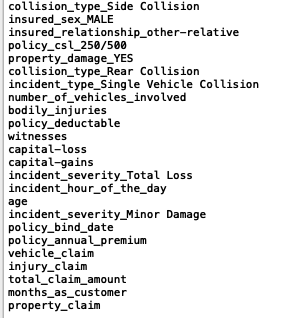 collision_type_Side Collision
insured_sex_MALE
insured_relationship_other-relative
policy_csl_250/500
property_damage_YES
collision_type_Rear Collision
incident_type_Single Vehicle Collision
number_of_vehicles_involved
bodily_injuries
policy_deductable
witnesses
capital-loss
capital-gains
incident_severity_Total Loss
incident_hour_of_the_day
age
incident_severity_Minor Damage
policy_bind_date
policy_annual_premium
vehicle_claim
injury_claim
total_claim_amount
months_as_customer
property_claim